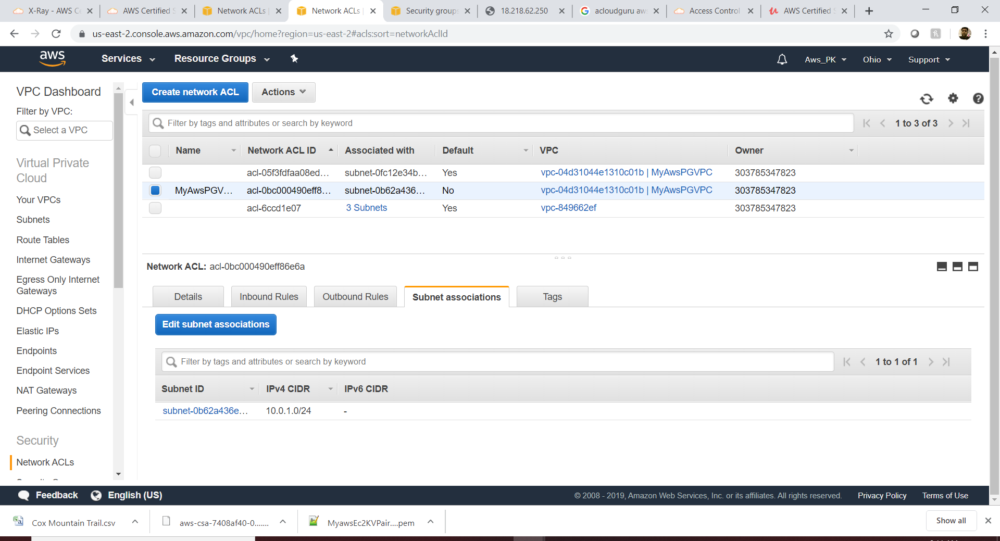 X-Ray - AWS Ce
AWS Certified S
Network ACLs |
Network ACLs |
Security groups
18.218.62.250
acloudguru aws
Access Control
AWS Certified S
us-east-2.console.aws.amazon.com/vpc/home?region=us-east-2#acls:sort=networkAclId
aws
Services
Resource Groups
Aws_PK
Ohio
Support
VPC Dashboard
Filter by VPC:
Select a VPC
Virtual Private
Cloud
Your VPCs
Subnets
Route Tables
Internet Gateways
Egress Only Internet
Gateways
DHCP Options Sets
Elastic IPs
Endpoints
Endpoint Services
NAT Gateways
Peering Connections
Security
Network ACLs
Create network ACL
Actions
Filter by tags and attributes or search by keyword
1 to 3 of 3
Name Network ACL ID Associated with Default VPC Owner
acl-05f3fdfaa08ed... subnet-0fc12e34b... Yes vpc-04d31044e1310c01b | MyAwsPGVPC 303785347823
MyAwsPGV... acl-0bc000490eff8... subnet-0b62a436... No vpc-04d31044e1310c01b | MyAwsPGVPC 303785347823
acl-6ccd1e07 3 Subnets Yes vpc-849662ef 303785347823
Network ACL: acl-0bc000490eff86e6a
Details
Inbound Rules
Outbound Rules
Subnet associations
Tags
Edit subnet associations
Filter by tags and attributes or search by keyword
1 to 1 of 1
Subnet ID IPv4 CIDR IPv6 CIDR
subnet-0b62a436e... 10.0.1.0/24 -
Feedback
English (US)
© 2008 - 2019, Amazon Web Services, Inc. or its affiliates. All rights reserved.
Privacy Policy
Terms of Use
Cox Mountain Trail.csv
aws-csa-7408af40-0.......
MyawsEc2KVPair....pem
Show all